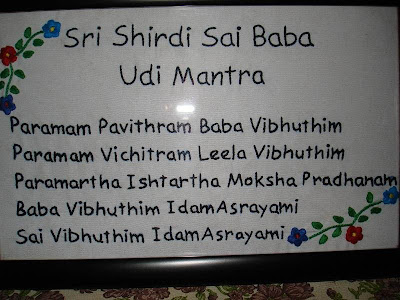 Sri Shirdi Sai Baba
Udi Mantra
Paramam Pavithram Baba Vibhuthim
Paramam Vichitram Leela Vibhuthim
Paramartha Ishtartha Moksha Pradhanam
Baba Vibhuthim IdamAsrayami
Sai Vibhuthim IdamAsrayami